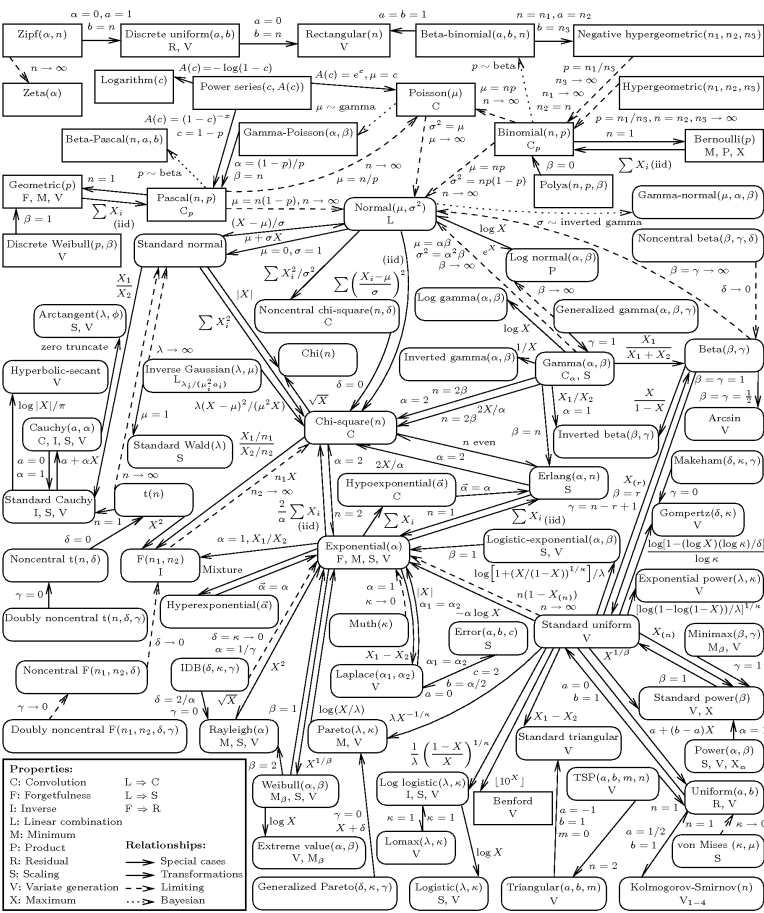 α = 0, a = 1
b = n
a = 0
b = n
a = b = 1
n = n₁, a = n₂
b = n₃
Zipf(α, n)
Discrete uniform(a, b)
R, V
Rectangular(n)
V
Beta-binomial(a, b, n)
Negative hypergeometric(n₁, n₂, n₃)
n → ∞
Logarithm(c)
A(c) = −log(1 − c)
A(c) = eᶜ, μ = c
p ∼ beta
p = n₁/n₃
n₃ → ∞
n₁ → ∞
n₂ = n
Zeta(α)
Power series(c, A(c))
Poisson(μ)
C
μ = np
n → ∞
Hypergeometric(n₁, n₂, n₃)
A(c) = (1 − c)⁻ˣ
c = 1 − p
μ ∼ gamma
p = n₁/n₃, n = n₂, n₃ → ∞
Beta-Pascal(n, a, b)
Gamma-Poisson(α, β)
σ² = μ
μ → ∞
Binomial(n, p)
Cₚ
n = 1
∑ Xᵢ(iid)
Bernoulli(p)
M, P, X
p ∼ beta
α = (1 − p)/p
β = n
n → ∞
μ = n/p
μ = np
σ² = np(1 − p)
n → ∞
β = 0
Geometric(p)
F, M, V
n = 1
∑ Xᵢ
(iid)
Pascal(n, p)
Cₚ
μ = n(1 − p), n → ∞
Normal(μ, σ²)
L
Polya(n, p, β)
Gamma-normal(μ, α, β)
β = 1
σ ∼ inverted gamma
Discrete Weibull(p, β)
V
Standard normal
(X − μ)/σ
μ + σX
μ = 0, σ = 1
(iid)
μ = αβ
σ² = α²β
β → ∞
log X
eˣ
Log normal(α, β)
P
Noncentral beta(β, γ, δ)
β = γ → ∞
δ → 0
X₁
X₂
∑ Xᵢ²/σ²
∑ ((Xᵢ−μ)/σ)²
|X|
β → ∞
Arctangent(λ, φ)
S, V
∑ Xᵢ²
Noncentral chi-square(n, δ)
C
Log gamma(α, β)
Generalized gamma(α, β, γ)
zero truncate
λ → ∞
Chi(n)
log X
γ = 1
X₁
X₁ + X₂
Beta(β, γ)
Hyperbolic-secant
V
Inverse Gaussian(λ, μ)
L λᵢ/(μᵢ²aᵢ)
Inverted gamma(α, β)
1/X
Gamma(α, β)
Cα, S
log |X|/π
λ(X − μ)²/(μ²X)
√X
δ = 0
α = 2
n = 2β
2X/α
n = 2β
X₁/X₂
α = 1
X
1 − X
β = γ = 1
β = γ = 1/2
Cauchy(a, α)
C, I, S, V
μ = 1
Chi-square(n)
C
β = n
Inverted beta(β, γ)
Arcsin
V
a = 0
α = 1
a + αX
Standard Wald(λ)
S
X₁/n₁
X₂/n₂
n even
α = 2
Makeham(δ, κ, γ)
n → ∞
α = 2
2X/α
Erlang(α, n)
S
X₍ᵣ₎
β = r
γ = n − r + 1
γ = 0
Standard Cauchy
I, S, V
t(n)
n = 1
X²
n₁X
n₂ → ∞
Hypoexponential(α⃗)
C
α⃗ = α
n = 1
∑ Xᵢ(iid)
Gompertz(δ, κ)
V
2/α ∑ Xᵢ
(iid)
n = 2
∑ Xᵢ
δ = 0
α = 1, X₁/X₂
Exponential(α)
F, M, S, V
β = 1
Logistic-exponential(α, β)
S, V
log[1−(log X)(log κ)/δ]
log κ
Noncentral t(n, δ)
F(n₁, n₂)
I
Mixture
α⃗ = α
α = 1
κ → 0
|X|
α₁ = α₂
log[1+(X/(1−X))^1/κ]/λ
n(1 − X₍ₙ₎)
n → ∞
Exponential power(λ, κ)
V
γ = 0
Hyperexponential(α⃗)
−α log X
[log(1−log(1−X))/λ]^1/κ
Doubly noncentral t(n, δ, γ)
δ → 0
δ = κ → 0
α = 1/γ
Muth(κ)
Error(a, b, c)
S
Standard uniform
V
X₍ₙ₎
Minimax(β, γ)
Mβ, V
Noncentral F(n₁, n₂, δ)
IDB(δ, κ, γ)
X²
X₁ − X₂
α₁ = α₂
c = 2
b = α/2
a = 0
X^1/β
β = 1
γ = 1
Laplace(α₁, α₂)
V
γ → 0
δ = 2/α
γ = 0
√X
log(X/λ)
λX^−1/κ
a = 0
b = 1
Standard power(β)
V, X
Doubly noncentral F(n₁, n₂, δ, γ)
Rayleigh(α)
M, S, V
β = 1
Pareto(λ, κ)
M, V
X₁ − X₂
a + (b − a)X
α = 1
1/λ ((1 − X)/X)^1/κ
Standard triangular
V
Power(α, β)
S, V, Xα
β = 2
X^1/β
Properties:
C: Convolution
L ⇒ C
F: Forgetfulness
L ⇒ S
I: Inverse
F ⇒ R
L: Linear combination
M: Minimum
P: Product
R: Residual
S: Scaling
V: Variate generation
X: Maximum
Relationships:
Special cases
Transformations
Limiting
Bayesian
Weibull(α, β)
Mβ, S, V
Log logistic(λ, κ)
I, S, V
⌊10ˣ⌋
TSP(a, b, m, n)
V
Uniform(a, b)
R, V
log X
γ = 0
X + δ
κ = 1
κ = 1
Benford
V
a = −1
b = 1
m = 0
n = 1
n = 1
κ → 0
a = 1/2
b = 1
Extreme value(α, β)
V, Mβ
Lomax(λ, κ)
V
log X
n = 2
von Mises (κ, μ)
S
Generalized Pareto(δ, κ, γ)
Logistic(λ, κ)
S, V
Triangular(a, b, m)
V
Kolmogorov-Smirnov(n)
V₁₋₄